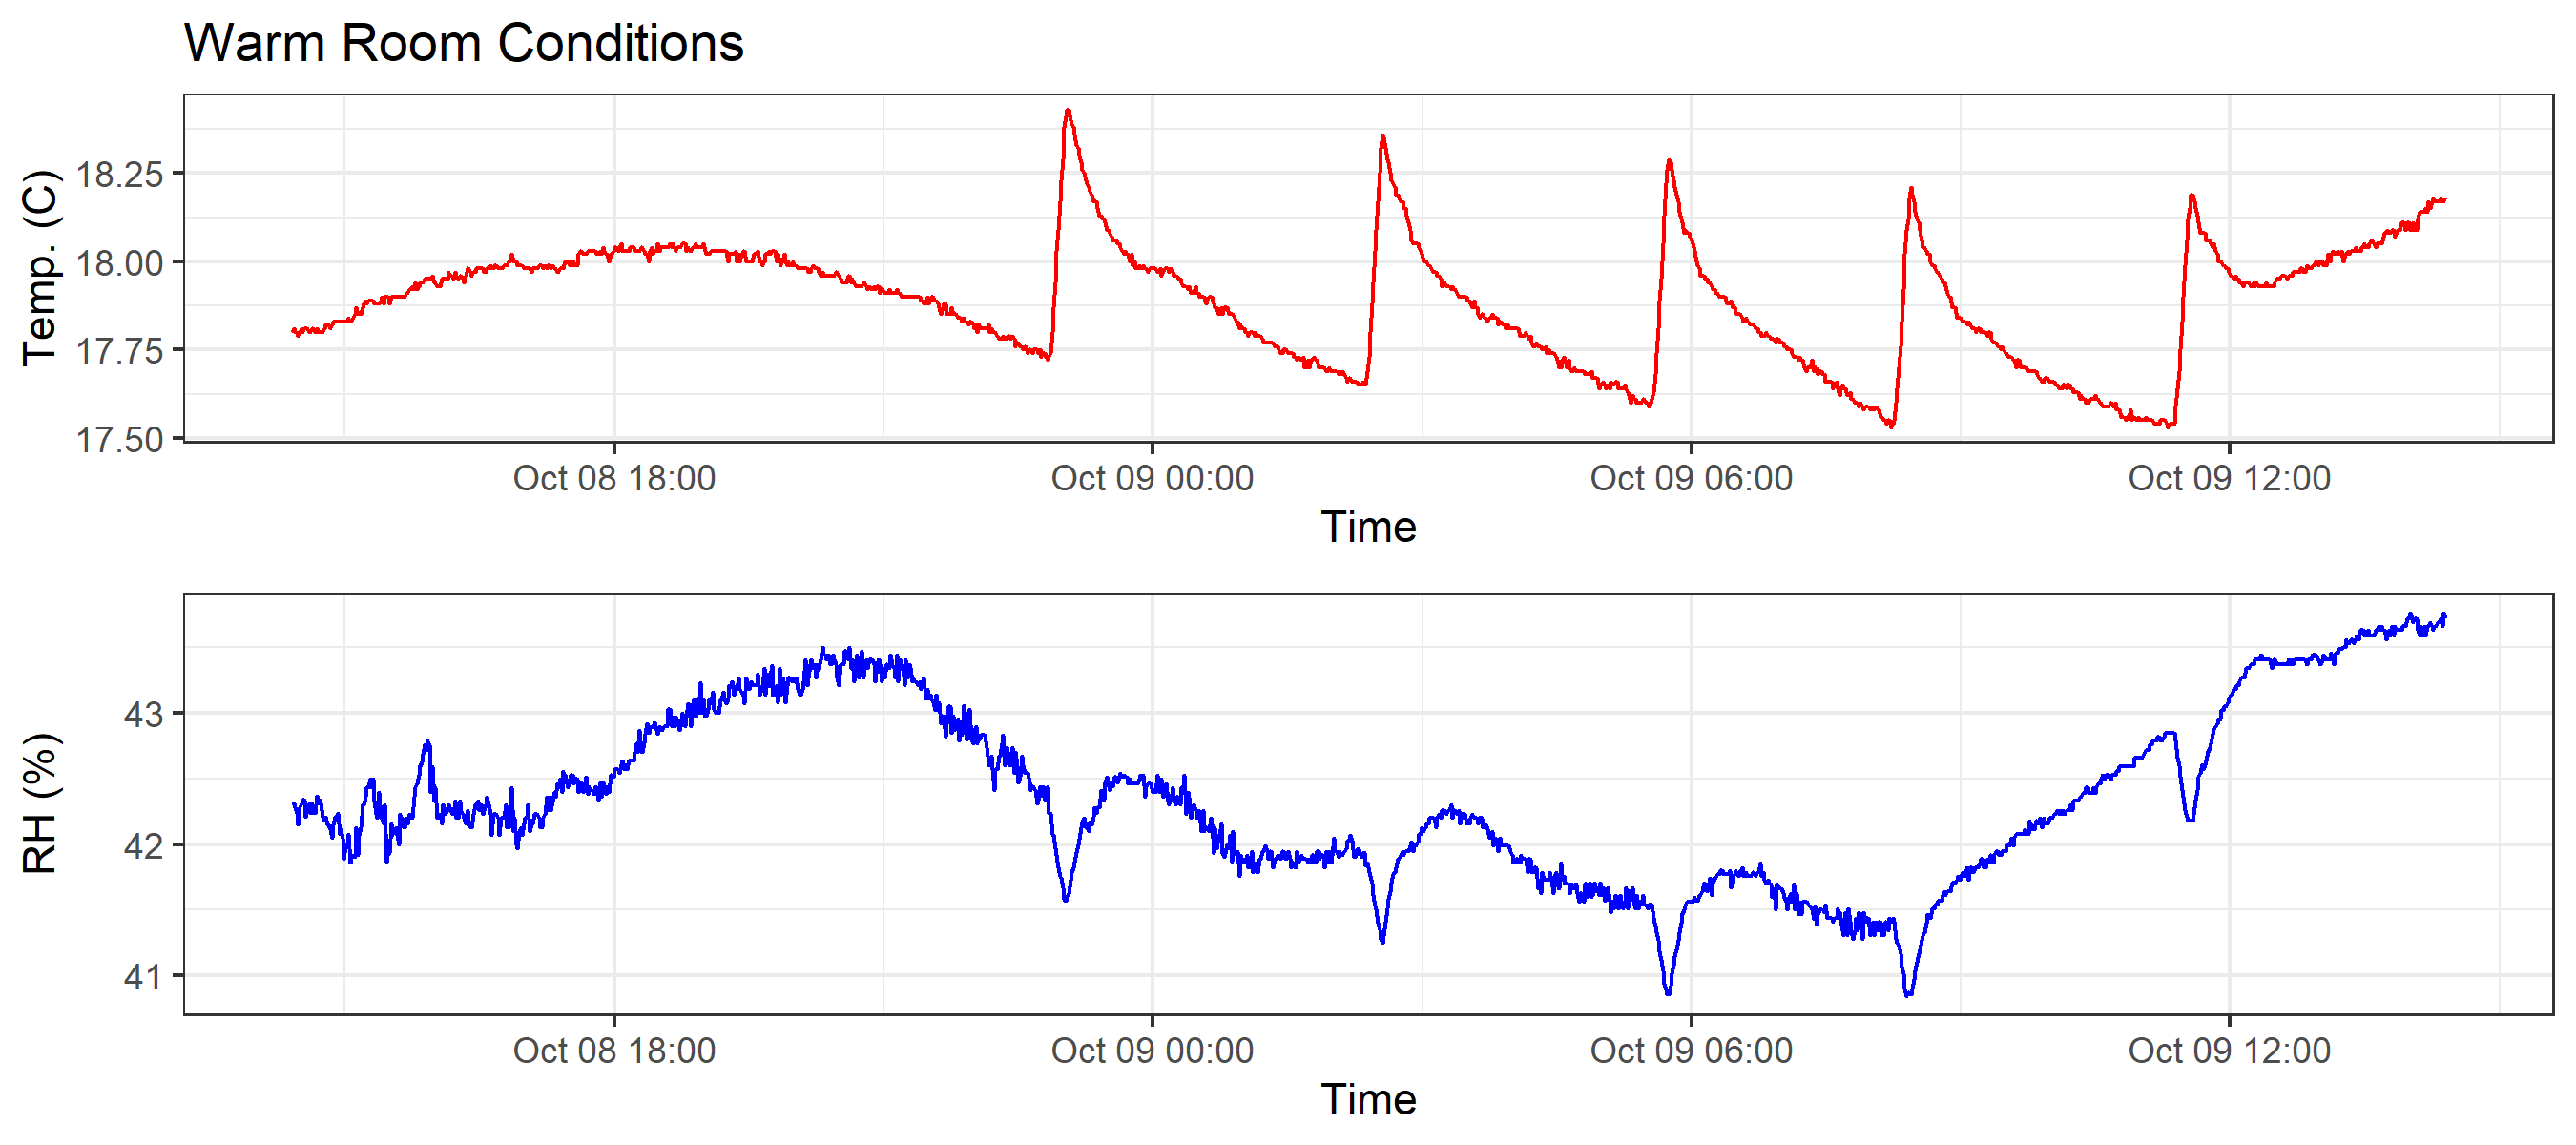 Warm Room Conditions
Temp. (C)
18.25
18.00
17.75
17.50
Oct 08 18:00 Oct 09 00:00 Oct 09 06:00 Oct 09 12:00
Time
RH (%)
43
42
41
Oct 08 18:00 Oct 09 00:00 Oct 09 06:00 Oct 09 12:00
Time